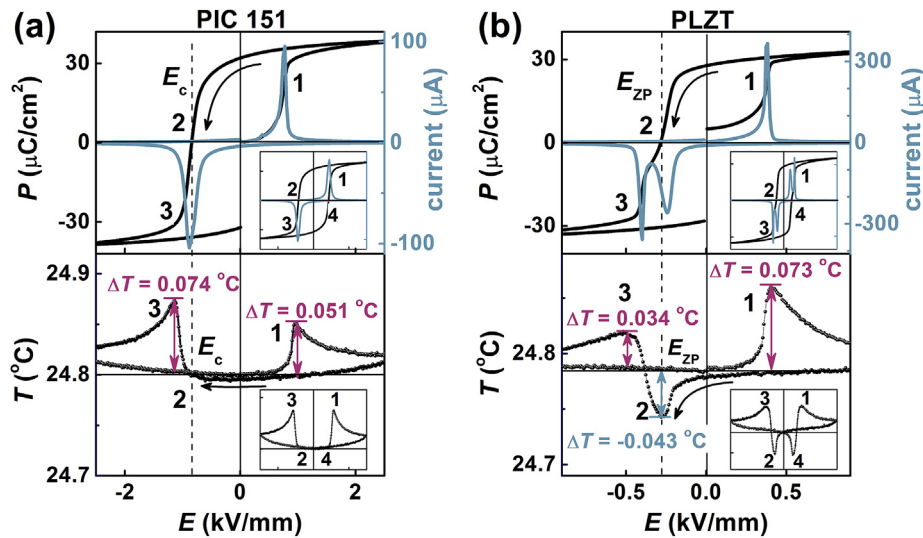 (a) PIC 151
(b) PLZT
P (μC/cm²)
30
0
-30
E_c
1
2
3
100
0
-100
current (μA)
1
2
3
4
P (μC/cm²)
30
0
-30
E_ZP
1
2
3
300
0
-300
current (μA)
1
2
3
4
T (°C)
24.9
24.8
24.7
ΔT = 0.074 °C
ΔT = 0.051 °C
3
E_c
1
2
3 1
2 4
-2 0 2
E (kV/mm)
T (°C)
24.8
24.7
ΔT = 0.073 °C
3
1
ΔT = 0.034 °C
E_ZP
2
ΔT = -0.043 °C
3 1
2 4
-0.5 0.0 0.5
E (kV/mm)